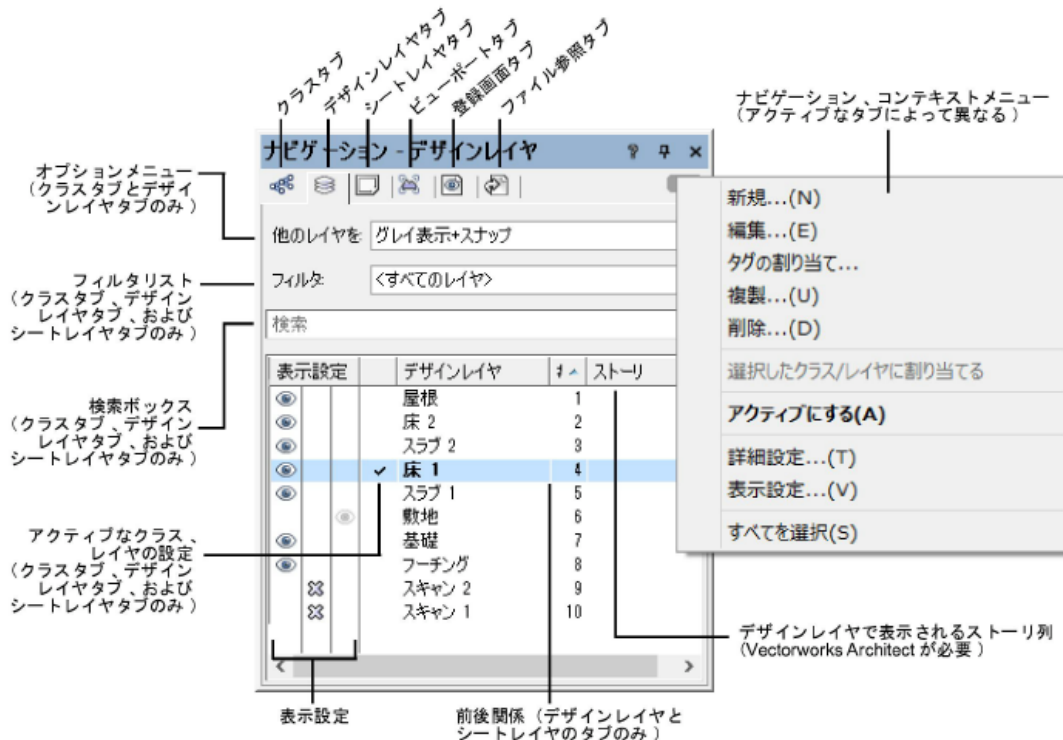 クラスタブ
デザインレイヤタブ
シートレイヤタブ
ビューポートタブ
登録画面タブ
ファイル参照タブ
ナビゲーション、コンテキストメニュー
（アクティブなタブによって異なる）
オプションメニュー
（クラスタブとデザイ
ンレイヤタブのみ）
フィルタリスト
（クラスタブ、デザイン
レイヤタブ、および
シートレイヤタブのみ）
検索ボックス
（クラスタブ、デザイン
レイヤタブ、および
シートレイヤタブのみ）
アクティブなクラス、
レイヤの設定
（クラスタブ、デザイン
レイヤタブ、および
シートレイヤタブのみ）
ナビゲーション - デザインレイヤ
他のレイヤを: グレイ表示+スナップ
フィルタ: <すべてのレイヤ>
検索
表示設定 デザインレイヤ # ストーリ
屋根 1
床 2 2
スラブ 2 3
床 1 4
スラブ 1 5
敷地 6
基礎 7
フーチング 8
スキャン 2 9
スキャン 1 10
新規...(N)
編集...(E)
タグの割り当て...
複製...(U)
削除...(D)
選択したクラス/レイヤに割り当てる
アクティブにする(A)
詳細設定...(T)
表示設定...(V)
すべてを選択(S)
デザインレイヤで表示されるストーリ列
(Vectorworks Architect が必要）
表示設定
前後関係（デザインレイヤと
シートレイヤのタブのみ）